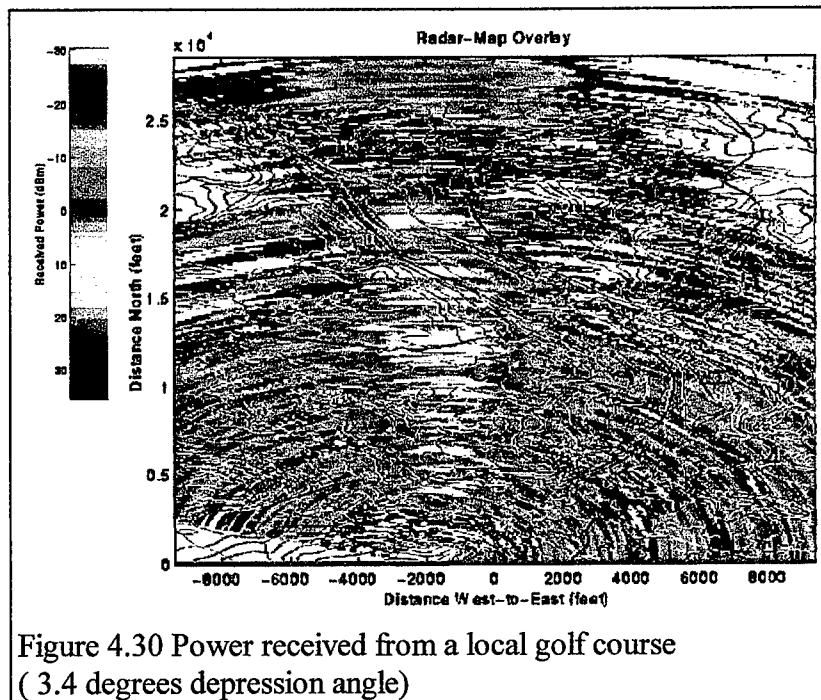 Radar-Map Overlay
x 10^4
-30
-20
-10
0
10
20
30
Received Power (dBm)
2.5
2
1.5
1
0.5
0
Distance North (feet)
-8000 -6000 -4000 -2000 0 2000 4000 6000 8000
Distance West-to-East (feet)
Figure 4.30 Power received from a local golf course
( 3.4 degrees depression angle)